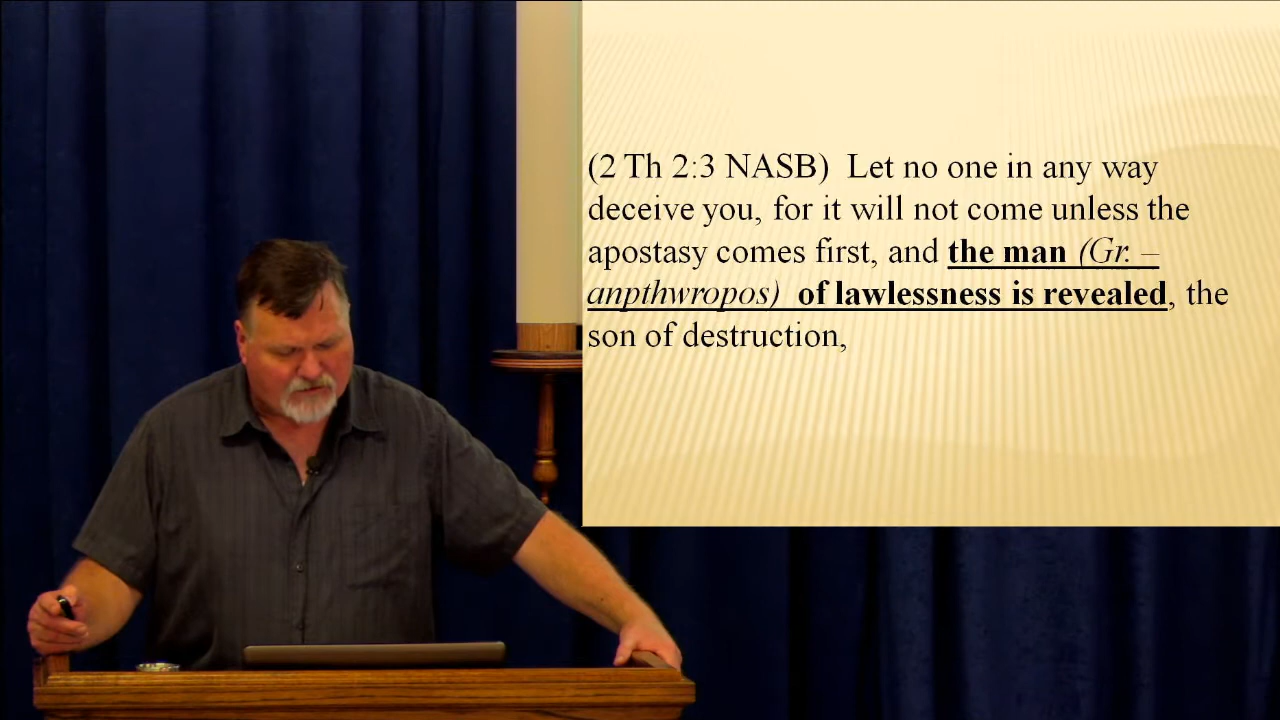 (2 Th 2:3 NASB)  Let no one in any way
deceive you, for it will not come unless the
apostasy comes first, and the man (Gr. –
anpthwropos)  of lawlessness is revealed, the
son of destruction,